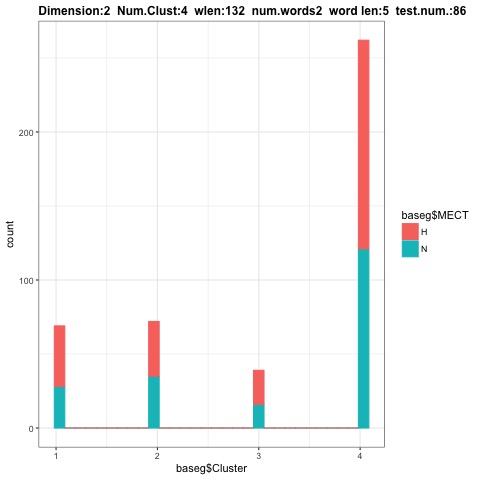 Dimension:2 Num.Clust:4 wlen:132 num.words2 word len:5 test.num.:86
count
200
100
0
1 2 3 4
baseg$Cluster
baseg$MECT
H
N